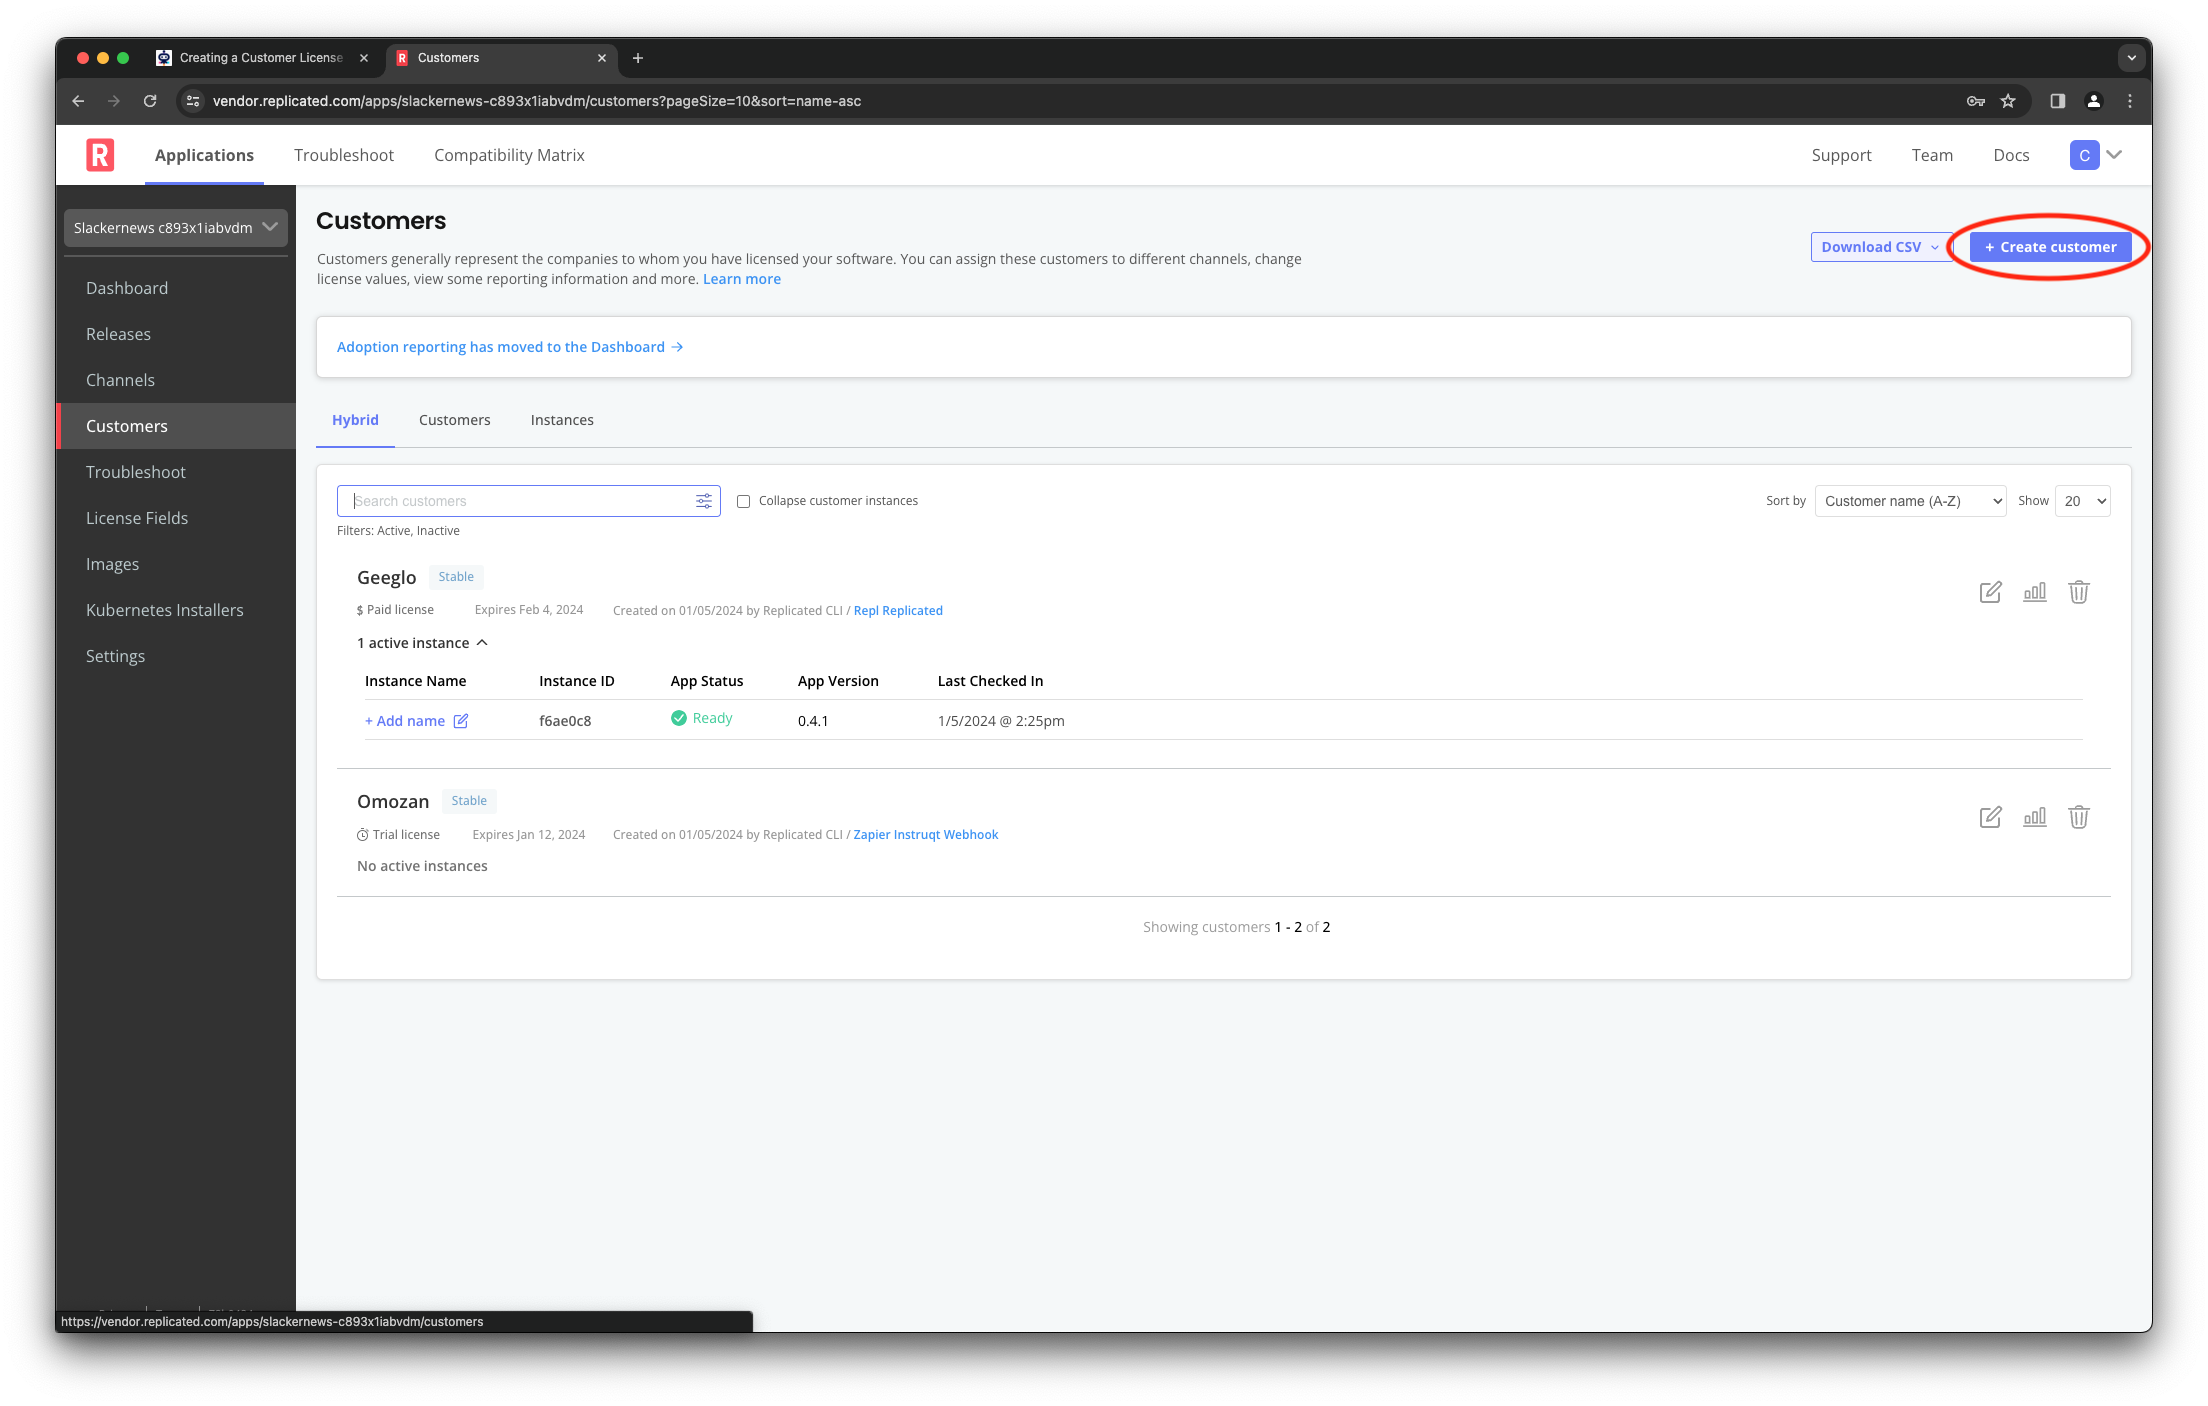 Creating a Customer License
R Customers
vendor.replicated.com/apps/slackernews-c893x1iabvdm/customers?pageSize=10&sort=name-asc
R Applications Troubleshoot Compatibility Matrix Support Team Docs C
Slackernews c893x1iabvdm
Dashboard
Releases
Channels
Customers
Troubleshoot
License Fields
Images
Kubernetes Installers
Settings
Customers
Customers generally represent the companies to whom you have licensed your software. You can assign these customers to different channels, change
license values, view some reporting information and more. Learn more
Download CSV
+ Create customer
Adoption reporting has moved to the Dashboard →
Hybrid Customers Instances
Search customers
Collapse customer instances
Sort by Customer name (A-Z) Show 20
Filters: Active, Inactive
Geeglo Stable
$ Paid license Expires Feb 4, 2024 Created on 01/05/2024 by Replicated CLI / Repl Replicated
1 active instance
Instance Name Instance ID App Status App Version Last Checked In
+ Add name f6ae0c8 Ready 0.4.1 1/5/2024 @ 2:25pm
Omozan Stable
Trial license Expires Jan 12, 2024 Created on 01/05/2024 by Replicated CLI / Zapier Instruqt Webhook
No active instances
Showing customers 1 - 2 of 2
https://vendor.replicated.com/apps/slackernews-c893x1iabvdm/customers